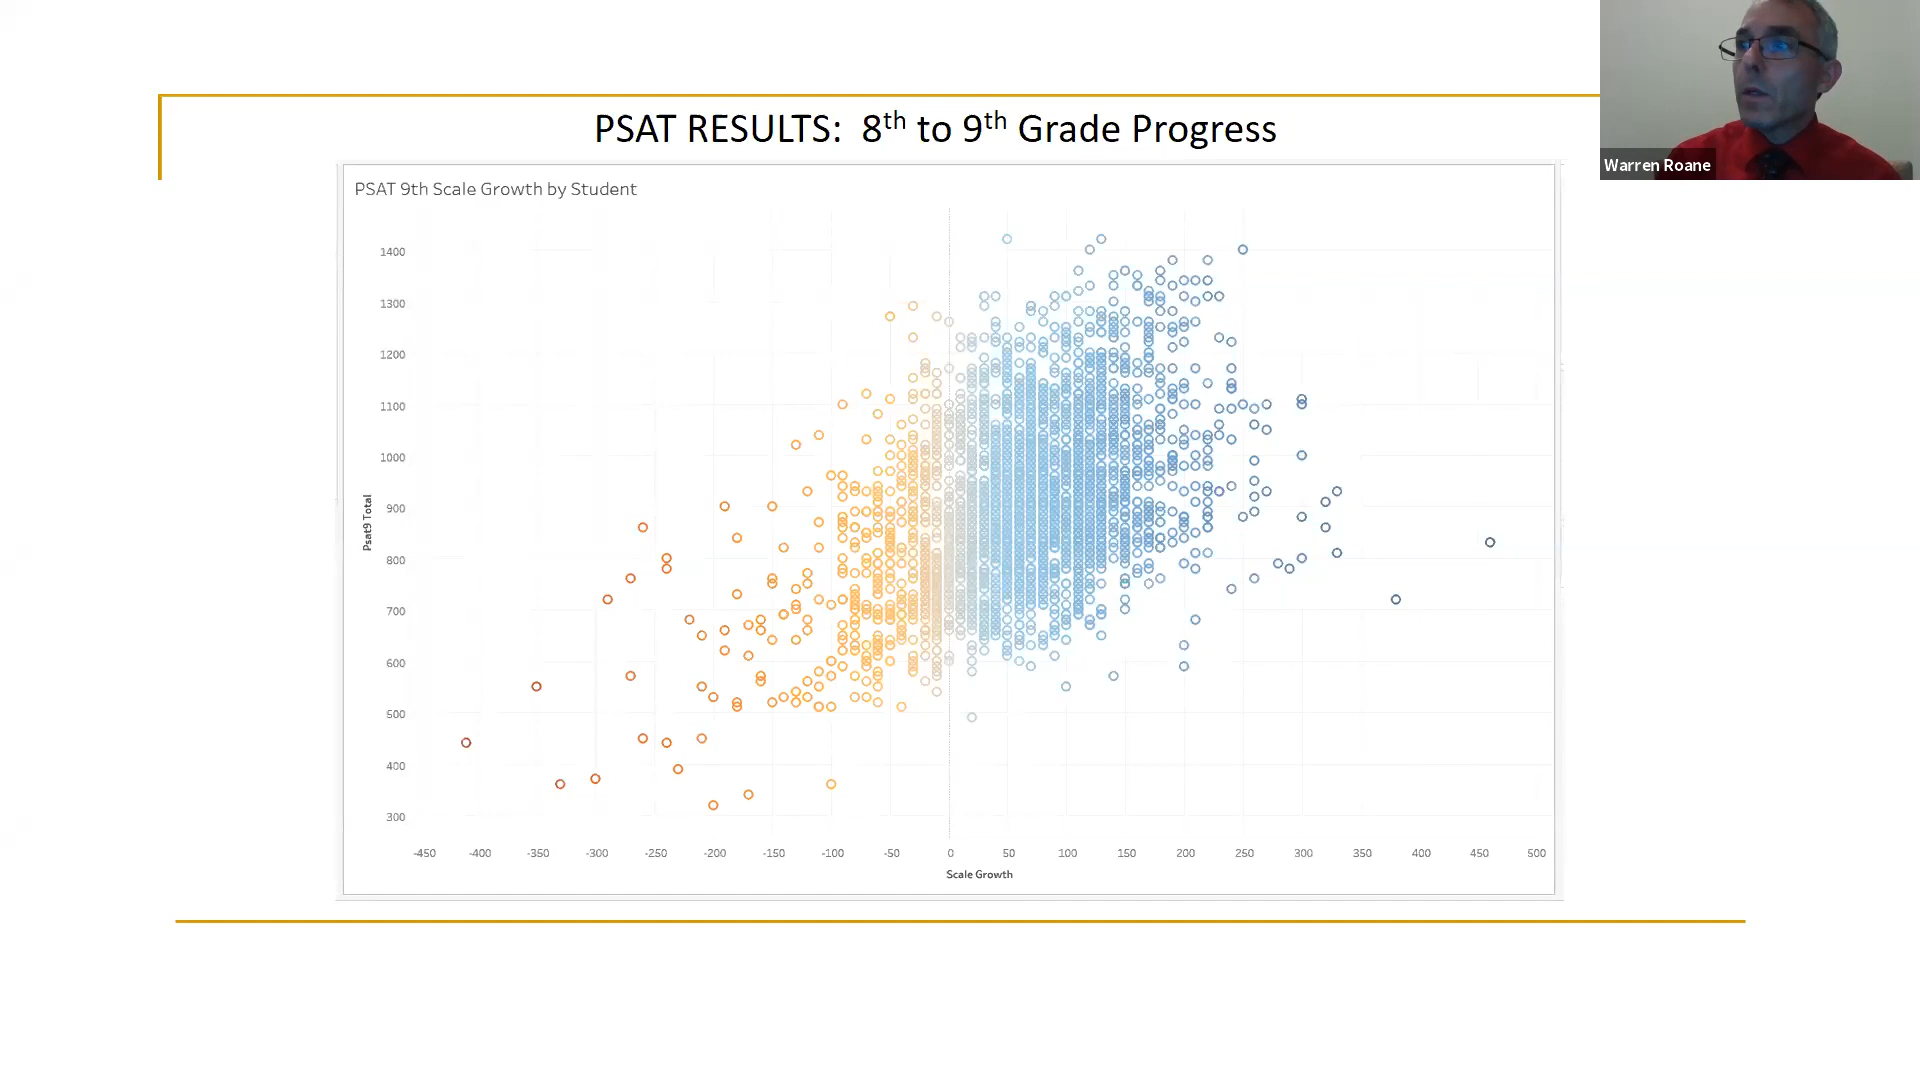 PSAT RESULTS: 8th to 9th Grade Progress
Warren Roane
PSAT 9th Scale Growth by Student
1400
1300
1200
1100
1000
900
800
700
600
500
400
300
Psat9 Total
-450 -400 -350 -300 -250 -200 -150 -100 -50 0 50 100 150 200 250 300 350 400 450 500
Scale Growth